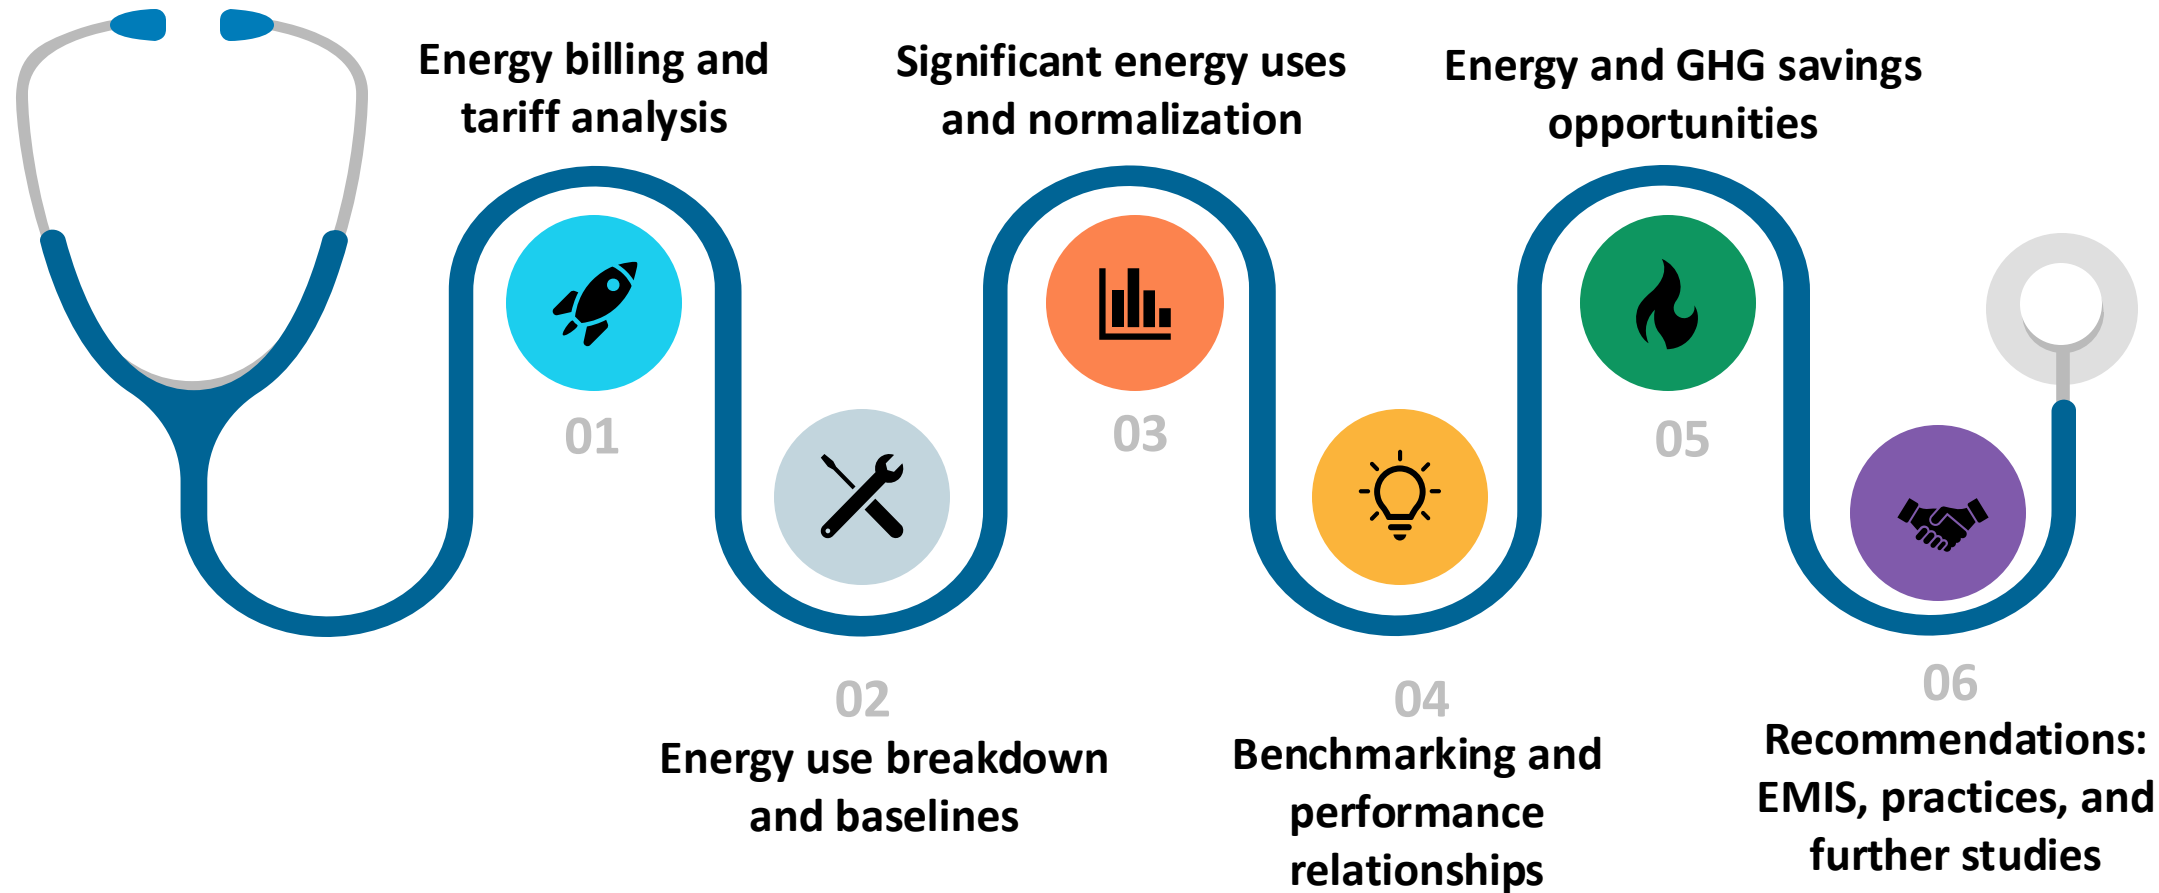 Energy billing and
tariff analysis
01
02
Energy use breakdown
and baselines
Significant energy uses
and normalization
03
04
Benchmarking and
performance
relationships
Energy and GHG savings
opportunities
05
06
Recommendations:
EMIS, practices, and
further studies